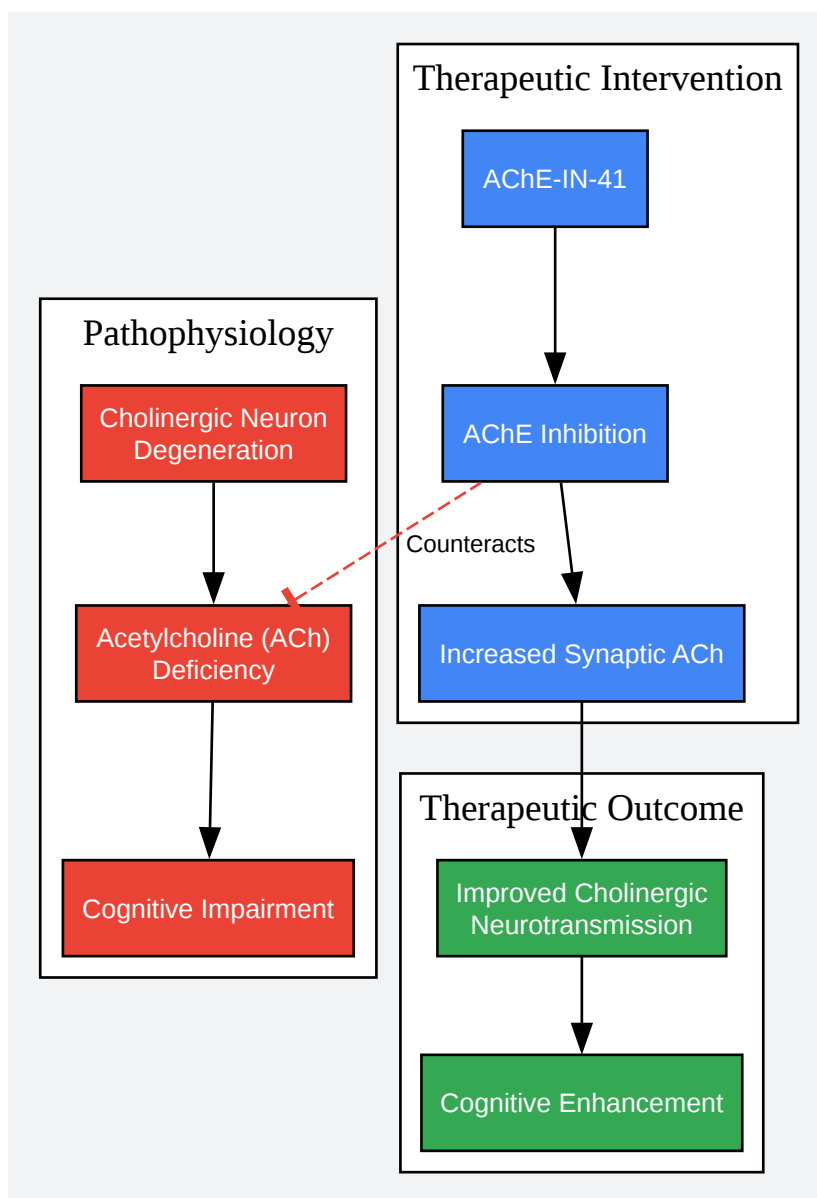 Therapeutic Intervention
AChE-IN-41
AChE Inhibition
Counteracts
Increased Synaptic ACh
Pathophysiology
Cholinergic Neuron
Degeneration
Acetylcholine (ACh)
Deficiency
Cognitive Impairment
Therapeutic Outcome
Improved Cholinergic
Neurotransmission
Cognitive Enhancement